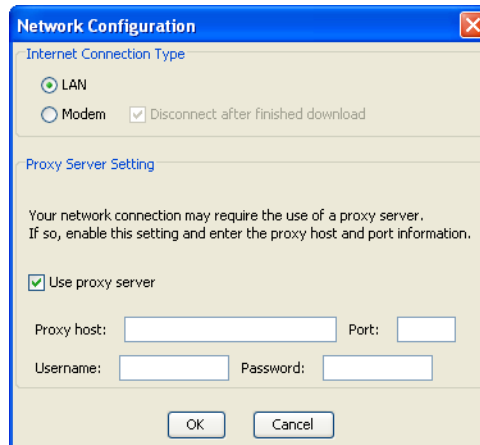 Network Configuration
Internet Connection Type
LAN
Modem Disconnect after finished download
Proxy Server Setting
Your network connection may require the use of a proxy server.
If so, enable this setting and enter the proxy host and port information.
Use proxy server
Proxy host: Port:
Username: Password:
OK Cancel